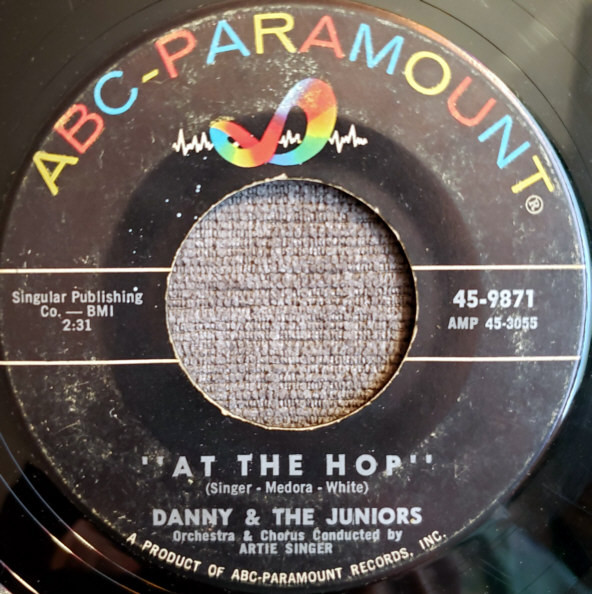 ABC-PARAMOUNT®
Singular Publishing
Co. — BMI
2:31
45-9871
AMP 45-3055
"AT THE HOP"
(Singer - Medora - White)
DANNY & THE JUNIORS
Orchestra & Chorus Conducted by
ARTIE SINGER
A PRODUCT OF ABC-PARAMOUNT RECORDS, INC.